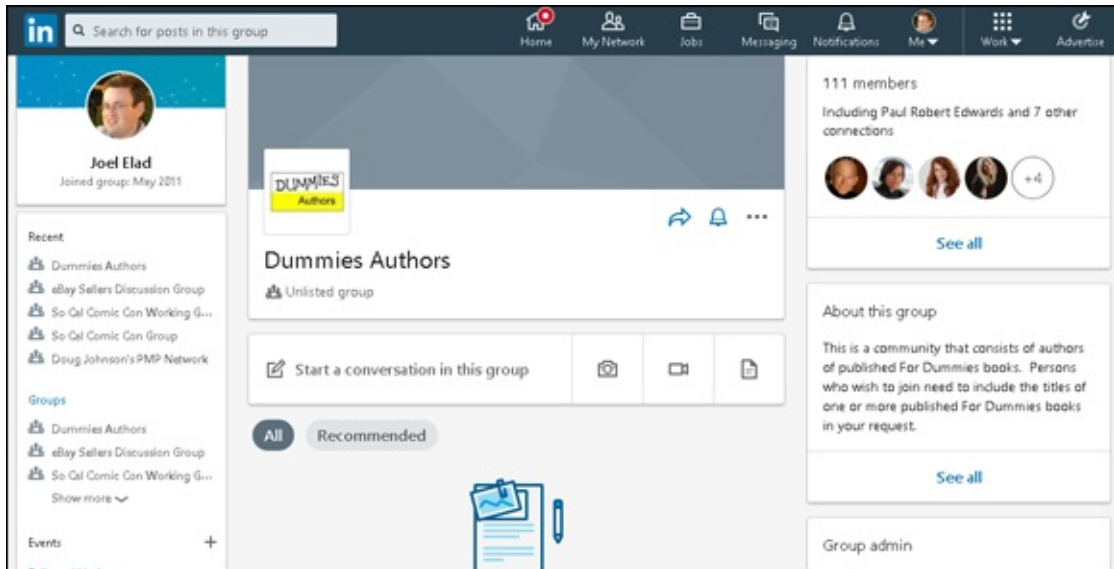 in
Search for posts in this group
Home
My Network
Jobs
Messaging
Notifications
Me
Work
Advertise
Joel Elad
Joined group: May 2011
Recent
Dummies Authors
eBay Sellers Discussion Group
So Cal Comic Con Working G...
So Cal Comic Con Group
Doug Johnson's PMP Network
Groups
Dummies Authors
eBay Sellers Discussion Group
So Cal Comic Con Working G...
Show more
Events
DUMMIES
Authors
Dummies Authors
Unlisted group
Start a conversation in this group
All
Recommended
111 members
Including Paul Robert Edwards and 7 other
connections
+4
See all
About this group
This is a community that consists of authors
of published For Dummies books. Persons
who wish to join need to include the titles of
one or more published For Dummies books
in your request.
See all
Group admin